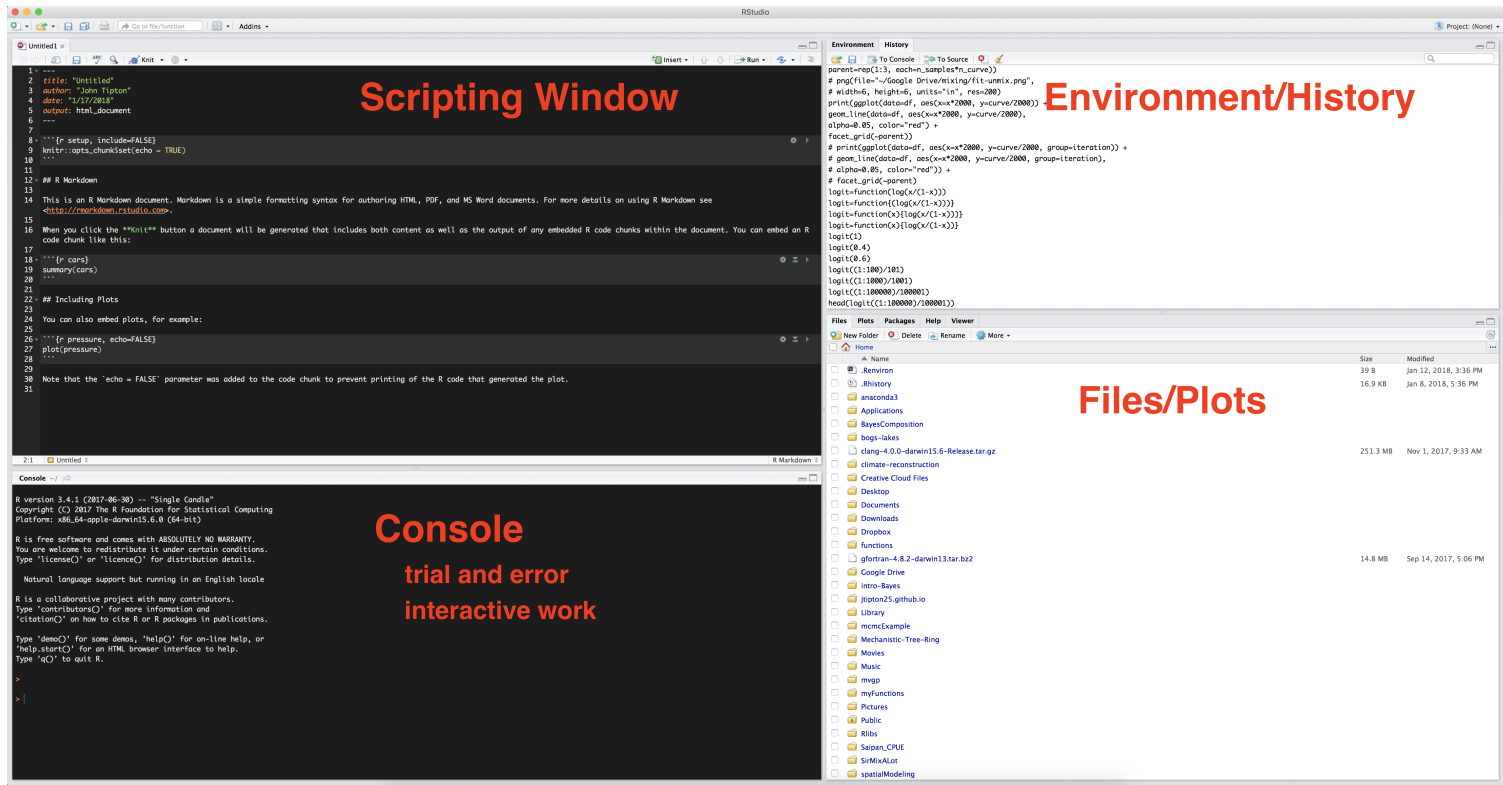 RStudio
Go to file/function
Addins
Project: (None)
Untitled1
Knit
Insert
Run
1 ---
2 title: "Untitled"
3 author: "John Tipton"
4 date: "1/17/2018"
5 output: html_document
6 ---
7
8 ```{r setup, include=FALSE}
9 knitr::opts_chunk$set(echo = TRUE)
10 ```
11
12 ## R Markdown
13
14 This is an R Markdown document. Markdown is a simple formatting syntax for authoring HTML, PDF, and MS Word documents. For more details on using R Markdown see
<http://rmarkdown.rstudio.com>.
15
16 When you click the **Knit** button a document will be generated that includes both content as well as the output of any embedded R code chunks within the document. You can embed an R
code chunk like this:
17
18 ```{r cars}
19 summary(cars)
20 ```
21
22 ## Including Plots
23
24 You can also embed plots, for example:
25
26 ```{r pressure, echo=FALSE}
27 plot(pressure)
28 ```
29
30 Note that the `echo = FALSE` parameter was added to the code chunk to prevent printing of the R code that generated the plot.
31
Scripting Window
2:1 Untitled R Markdown
Console ~/
R version 3.4.1 (2017-06-30) -- "Single Candle"
Copyright (C) 2017 The R Foundation for Statistical Computing
Platform: x86_64-apple-darwin15.6.0 (64-bit)
R is free software and comes with ABSOLUTELY NO WARRANTY.
You are welcome to redistribute it under certain conditions.
Type 'license()' or 'licence()' for distribution details.
Natural language support but running in an English locale
R is a collaborative project with many contributors.
Type 'contributors()' for more information and
'citation()' on how to cite R or R packages in publications.
Type 'demo()' for some demos, 'help()' for on-line help, or
'help.start()' for an HTML browser interface to help.
Type 'q()' to quit R.
>
>
Console
trial and error
interactive work
Environment History
To Console To Source
parent=rep(1:3, each=n_samples*n_curve))
# png(file="~/Google Drive/mixing/fit-unmix.png",
# width=6, height=6, units="in", res=200)
print(ggplot(data=df, aes(x=x*2000, y=curve/2000)) +
geom_line(data=df, aes(x=x*2000, y=curve/2000),
alpha=0.05, color="red") +
facet_grid(~parent))
# print(ggplot(data=df, aes(x=x*2000, y=curve/2000, group=iteration)) +
# geom_line(data=df, aes(x=x*2000, y=curve/2000, group=iteration),
# alpha=0.05, color="red")) +
# facet_grid(~parent)
logit=function(log(x/(1-x)))
logit=function{(log(x/(1-x)))}
logit=function(x){log(x/(1-x)))}
logit=function(x){log(x/(1-x))}
logit(1)
logit(0.4)
logit(0.6)
logit((1:100)/101)
logit((1:1000)/1001)
logit((1:100000)/100001)
head(logit((1:100000)/100001))
Environment/History
Files Plots Packages Help Viewer
New Folder Delete Rename More
Home
Name Size Modified
.Renviron 39 B Jan 12, 2018, 3:36 PM
.Rhistory 16.9 KB Jan 8, 2018, 5:36 PM
anaconda3
Applications
BayesComposition
bogs-lakes
clang-4.0.0-darwin15.6-Release.tar.gz 251.3 MB Nov 1, 2017, 9:33 AM
climate-reconstruction
Creative Cloud Files
Desktop
Documents
Downloads
Dropbox
functions
gfortran-4.8.2-darwin13.tar.bz2 14.8 MB Sep 14, 2017, 5:06 PM
Google Drive
intro-Bayes
jtipton25.github.io
Library
mcmcExample
Mechanistic-Tree-Ring
Movies
Music
mvgp
myFunctions
Pictures
Public
Rlibs
Saipan_CPUE
SirMixALot
spatialModeling
Files/Plots